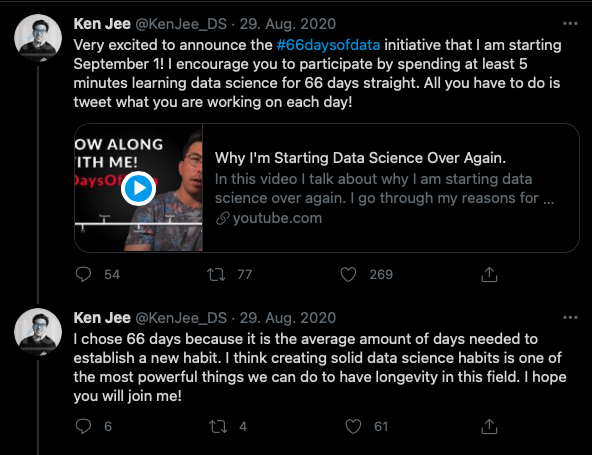 Ken Jee @KenJee_DS · 29. Aug. 2020
Very excited to announce the #66daysofdata initiative that I am starting
September 1! I encourage you to participate by spending at least 5
minutes learning data science for 66 days straight. All you have to do is
tweet what you are working on each day!
OW ALONG
ITH ME!
DaysOf
Why I'm Starting Data Science Over Again.
In this video I talk about why I am starting data
science over again. I go through my reasons for ...
youtube.com
54 77 269
Ken Jee @KenJee_DS · 29. Aug. 2020
I chose 66 days because it is the average amount of days needed to
establish a new habit. I think creating solid data science habits is one of
the most powerful things we can do to have longevity in this field. I hope
you will join me!
6 4 61